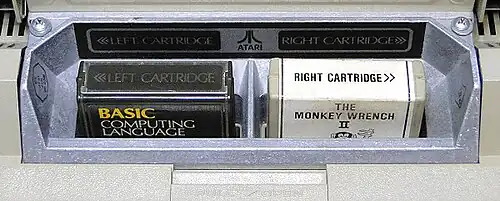 <<LEFT CARTRIDGE
ATARI
RIGHT CARTRIDGE>>
<<LEFT CARTRIDGE
BASIC
COMPUTING
LANGUAGE
RIGHT CARTRIDGE>>
THE
MONKEY WRENCH
II